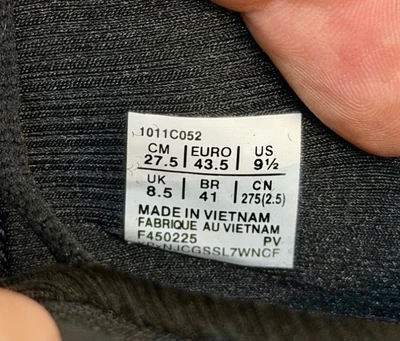 1011C052
CM | EURO | US
27.5 | 43.5 | 9½
UK | BR | CN
8.5 | 41 | 275(2.5)
MADE IN VIETNAM
FABRIQUE AU VIETNAM
F450225 PV